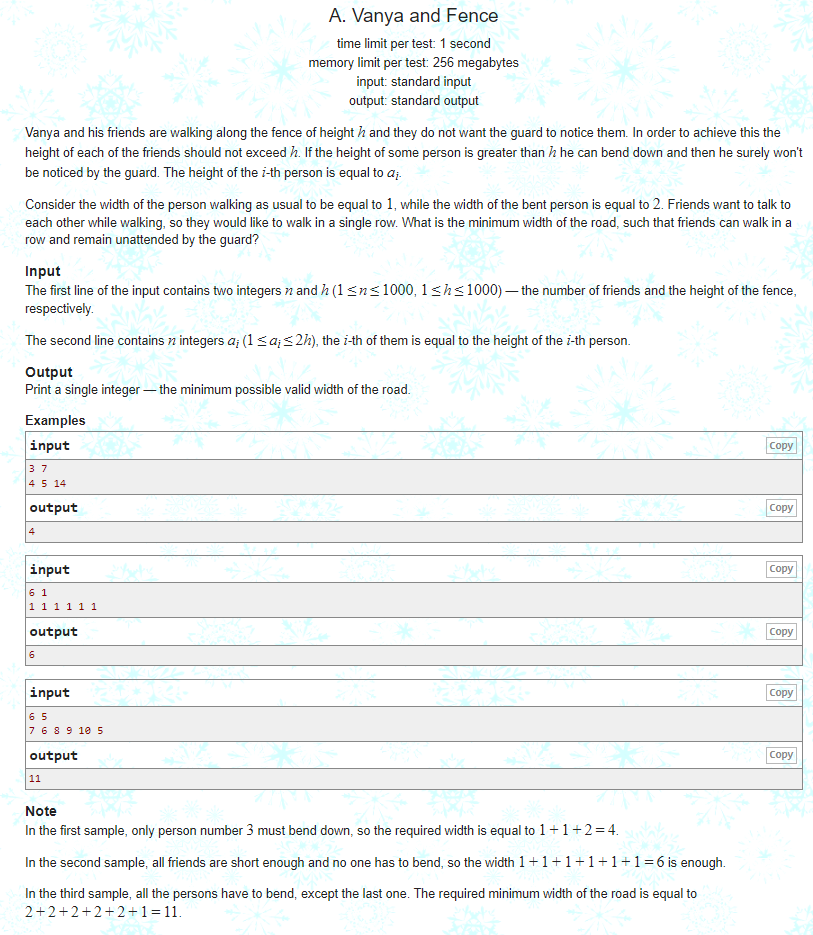 A. Vanya and Fence
time limit per test: 1 second
memory limit per test: 256 megabytes
input: standard input
output: standard output
Vanya and his friends are walking along the fence of height h and they do not want the guard to notice them. In order to achieve this the
height of each of the friends should not exceed h. If the height of some person is greater than h he can bend down and then he surely won't
be noticed by the guard. The height of the i-th person is equal to aᵢ.
Consider the width of the person walking as usual to be equal to 1, while the width of the bent person is equal to 2. Friends want to talk to
each other while walking, so they would like to walk in a single row. What is the minimum width of the road, such that friends can walk in a
row and remain unattended by the guard?
Input
The first line of the input contains two integers n and h (1 ≤ n ≤ 1000, 1 ≤ h ≤ 1000) — the number of friends and the height of the fence,
respectively.
The second line contains n integers aᵢ (1 ≤ aᵢ ≤ 2h), the i-th of them is equal to the height of the i-th person.
Output
Print a single integer — the minimum possible valid width of the road.
Examples
input Copy
3 7
4 5 14
output Copy
4
input Copy
6 1
1 1 1 1 1 1
output Copy
6
input Copy
6 5
7 6 8 9 10 5
output Copy
11
Note
In the first sample, only person number 3 must bend down, so the required width is equal to 1 + 1 + 2 = 4.
In the second sample, all friends are short enough and no one has to bend, so the width 1 + 1 + 1 + 1 + 1 + 1 = 6 is enough.
In the third sample, all the persons have to bend, except the last one. The required minimum width of the road is equal to
2 + 2 + 2 + 2 + 2 + 1 = 11.